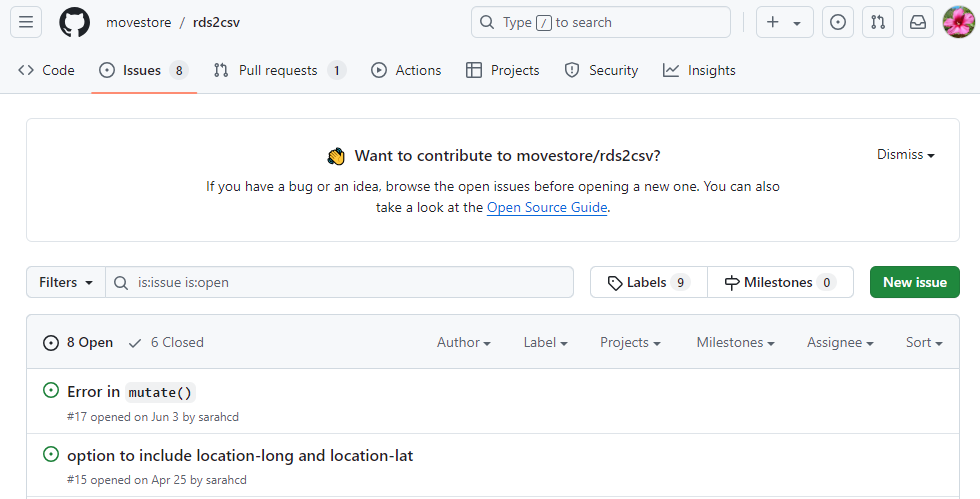 movestore / rds2csv
Type / to search
Code Issues 8 Pull requests 1 Actions Projects Security Insights
Want to contribute to movestore/rds2csv?
Dismiss
If you have a bug or an idea, browse the open issues before opening a new one. You can also
take a look at the Open Source Guide.
Filters is:issue is:open Labels 9 Milestones 0 New issue
8 Open 6 Closed Author Label Projects Milestones Assignee Sort
Error in mutate()
#17 opened on Jun 3 by sarahcd
option to include location-long and location-lat
#15 opened on Apr 25 by sarahcd